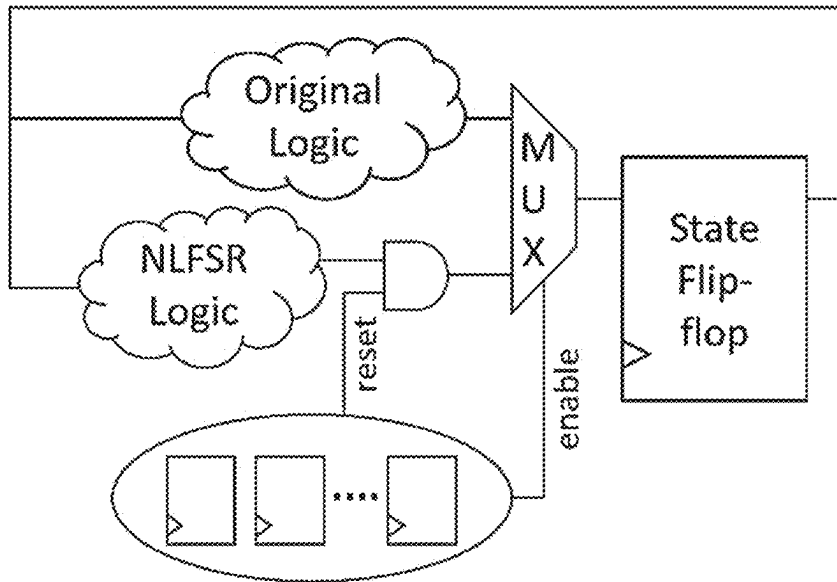 Original
Logic
M
U
X
NLFSR
Logic
State
Flip-
flop
reset
enable